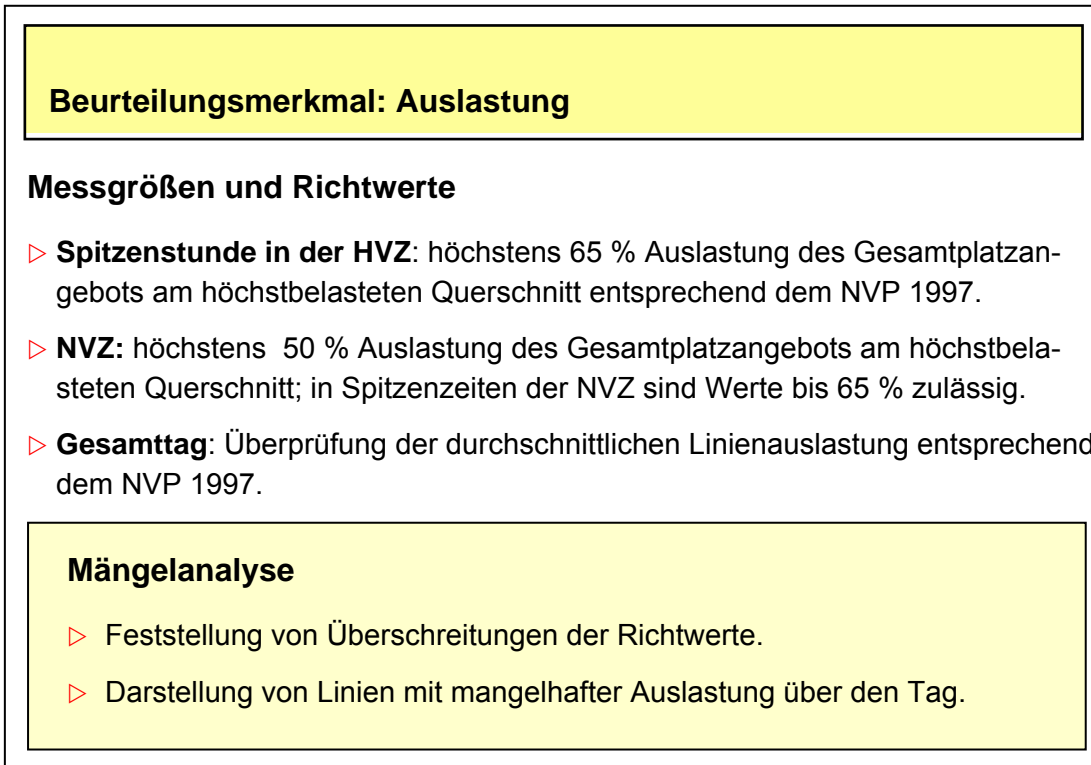 Beurteilungsmerkmal: Auslastung
Messgrößen und Richtwerte
▷ Spitzenstunde in der HVZ: höchstens 65 % Auslastung des Gesamtplatzan-
gebots am höchstbelasteten Querschnitt entsprechend dem NVP 1997.
▷ NVZ: höchstens 50 % Auslastung des Gesamtplatzangebots am höchstbela-
steten Querschnitt; in Spitzenzeiten der NVZ sind Werte bis 65 % zulässig.
▷ Gesamttag: Überprüfung der durchschnittlichen Linienauslastung entsprechend
dem NVP 1997.
Mängelanalyse
▷ Feststellung von Überschreitungen der Richtwerte.
▷ Darstellung von Linien mit mangelhafter Auslastung über den Tag.